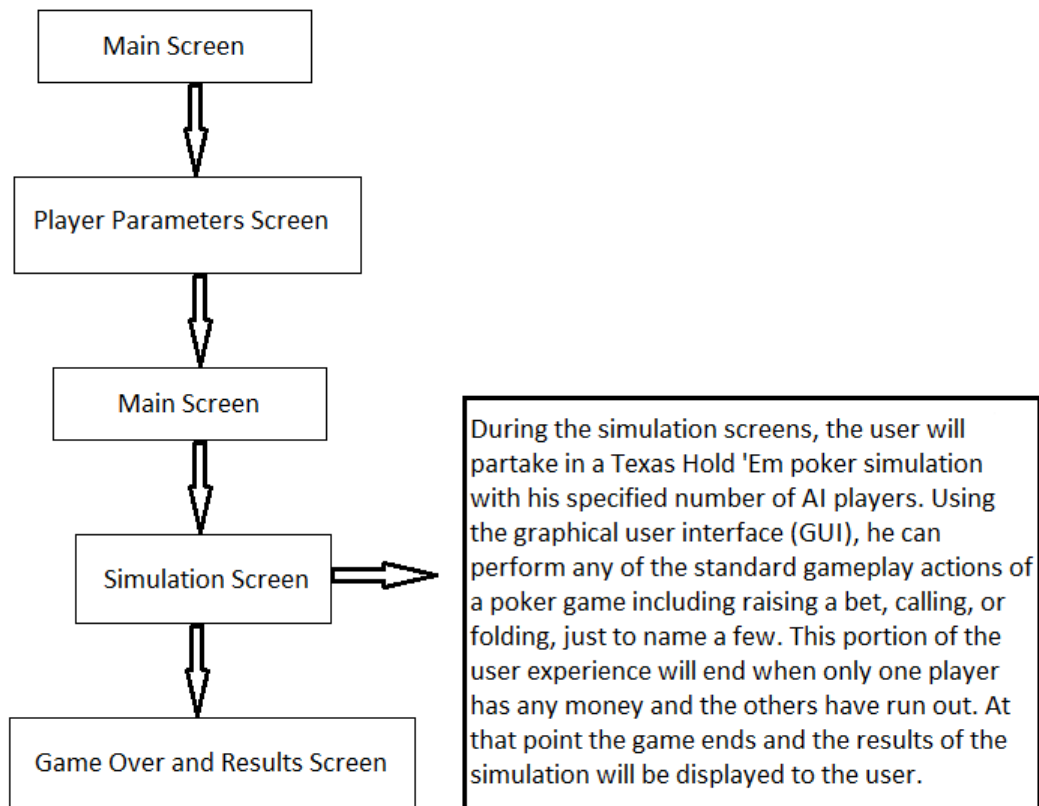 Main Screen
Player Parameters Screen
Main Screen
Simulation Screen
During the simulation screens, the user will
partake in a Texas Hold 'Em poker simulation
with his specified number of AI players. Using
the graphical user interface (GUI), he can
perform any of the standard gameplay actions of
a poker game including raising a bet, calling, or
folding, just to name a few. This portion of the
user experience will end when only one player
has any money and the others have run out. At
that point the game ends and the results of the
simulation will be displayed to the user.
Game Over and Results Screen